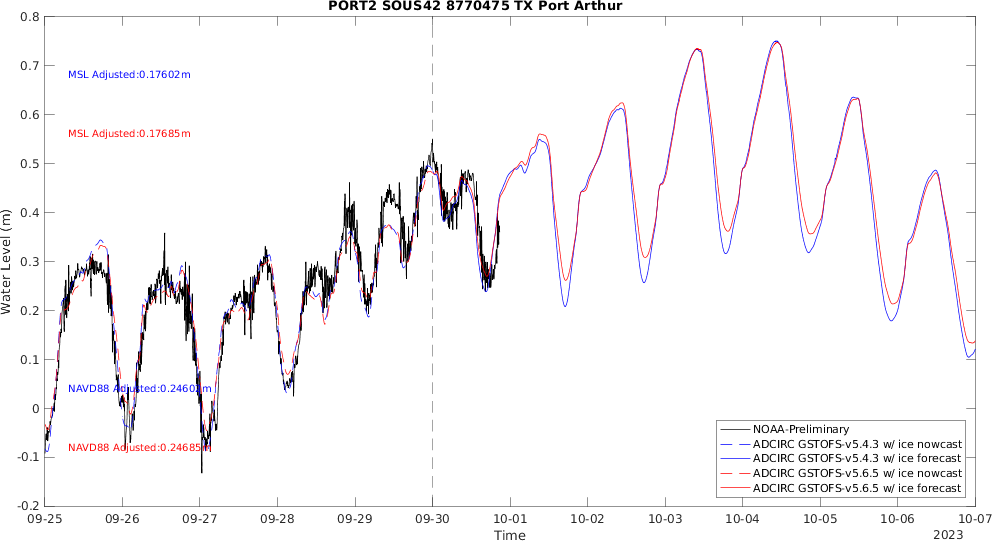 PORT2 SOUS42 8770475 TX Port Arthur
0.8
0.7
0.6
0.5
0.4
0.3
0.2
0.1
0
-0.1
-0.2
Water Level (m)
MSL Adjusted:0.17602m
MSL Adjusted:0.17685m
NAVD88 Adjusted:0.24602m
NAVD88 Adjusted:0.24685m
NOAA-Preliminary
ADCIRC GSTOFS-v5.4.3 w/ ice nowcast
ADCIRC GSTOFS-v5.4.3 w/ ice forecast
ADCIRC GSTOFS-v5.6.5 w/ ice nowcast
ADCIRC GSTOFS-v5.6.5 w/ ice forecast
09-25 09-26 09-27 09-28 09-29 09-30 10-01 10-02 10-03 10-04 10-05 10-06 10-07
Time
2023